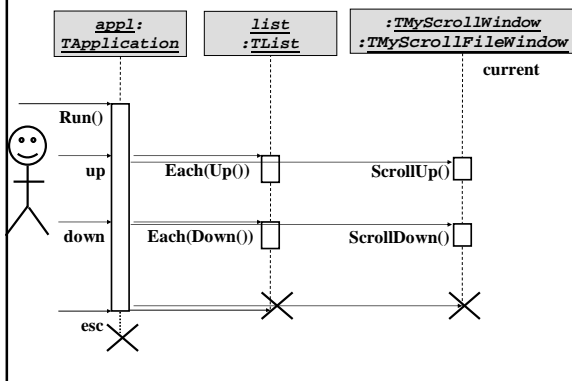 appl:
TApplication
list
:TList
:TMyScrollWindow
:TMyScrollFileWindow
current
Run()
up
Each(Up())
ScrollUp()
down
Each(Down())
ScrollDown()
esc